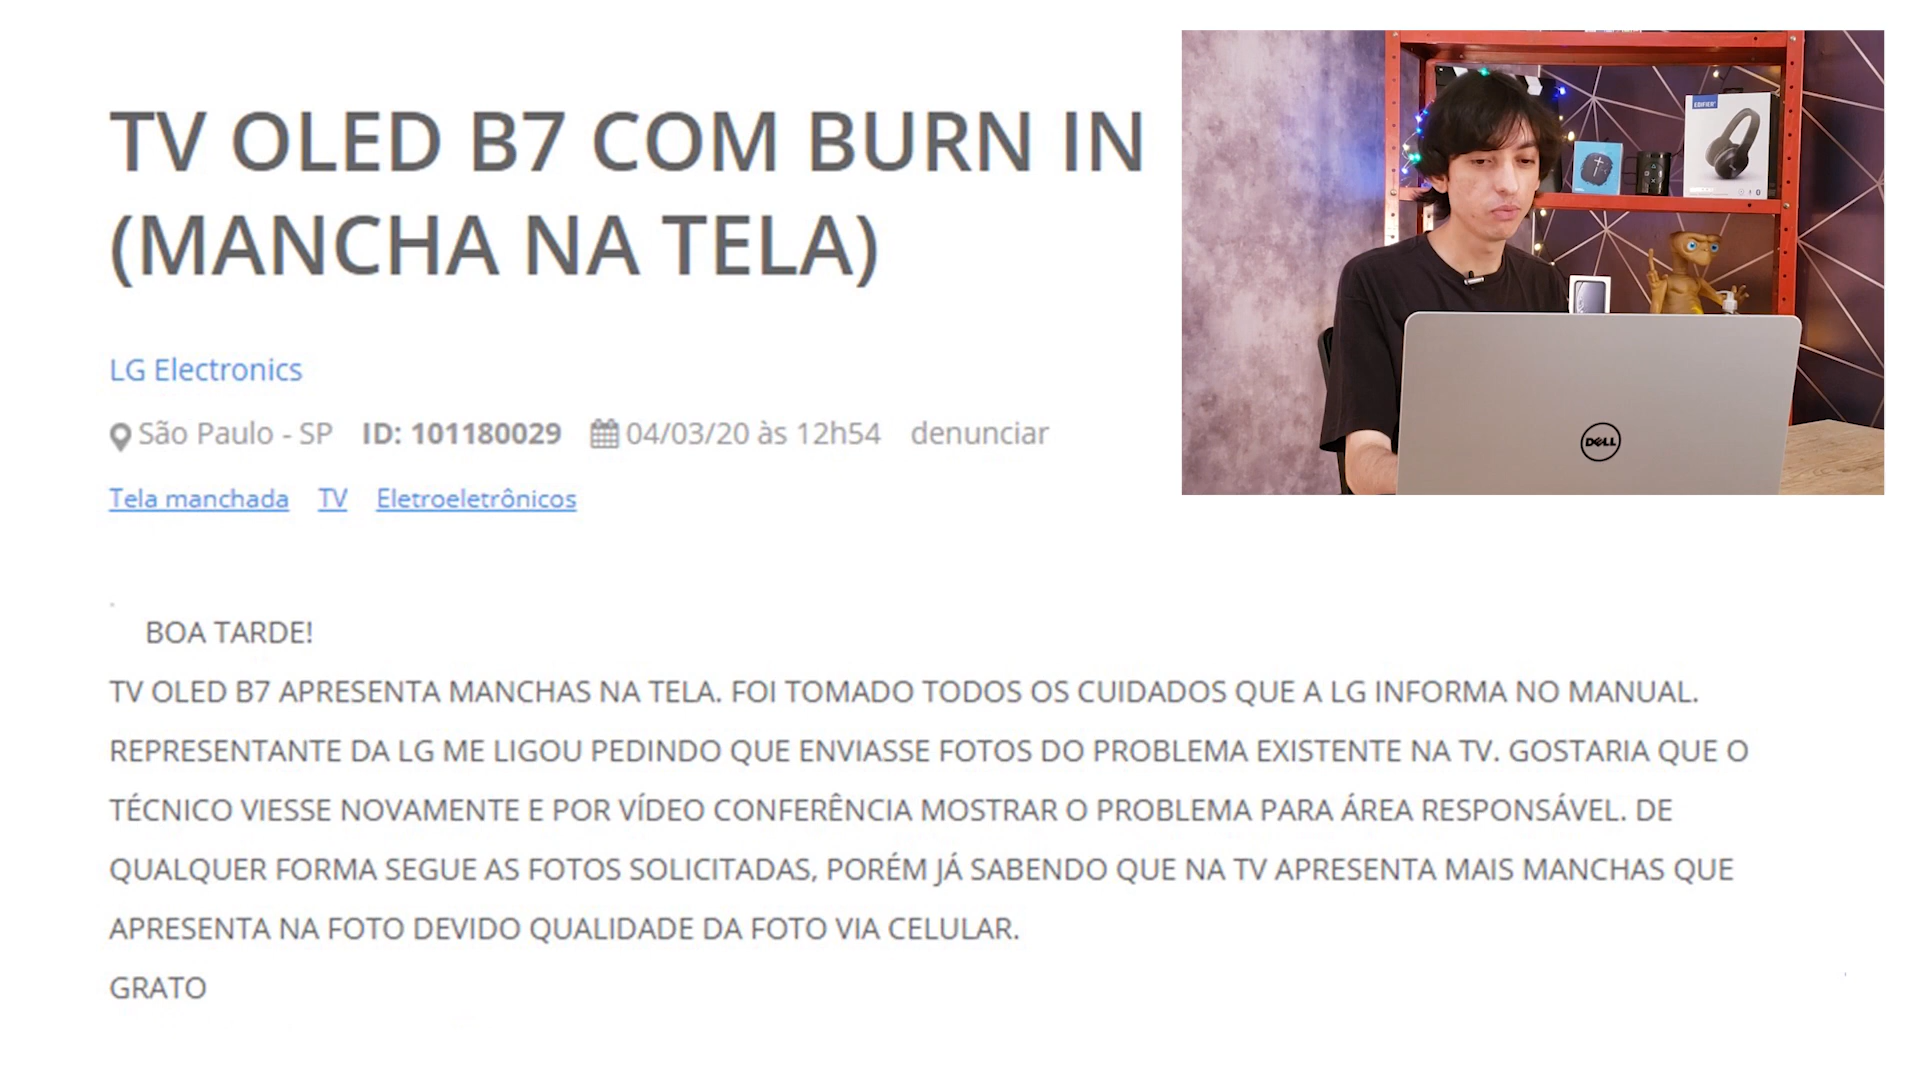 TV OLED B7 COM BURN IN
(MANCHA NA TELA)
LG Electronics
São Paulo - SP ID: 101180029 04/03/20 às 12h54 denunciar
Tela manchada TV Eletroeletrônicos
BOA TARDE!
TV OLED B7 APRESENTA MANCHAS NA TELA. FOI TOMADO TODOS OS CUIDADOS QUE A LG INFORMA NO MANUAL.
REPRESENTANTE DA LG ME LIGOU PEDINDO QUE ENVIASSE FOTOS DO PROBLEMA EXISTENTE NA TV. GOSTARIA QUE O
TÉCNICO VIESSE NOVAMENTE E POR VÍDEO CONFERÊNCIA MOSTRAR O PROBLEMA PARA ÁREA RESPONSÁVEL. DE
QUALQUER FORMA SEGUE AS FOTOS SOLICITADAS, PORÉM JÁ SABENDO QUE NA TV APRESENTA MAIS MANCHAS QUE
APRESENTA NA FOTO DEVIDO QUALIDADE DA FOTO VIA CELULAR.
GRATO
EDIFIER
DELL